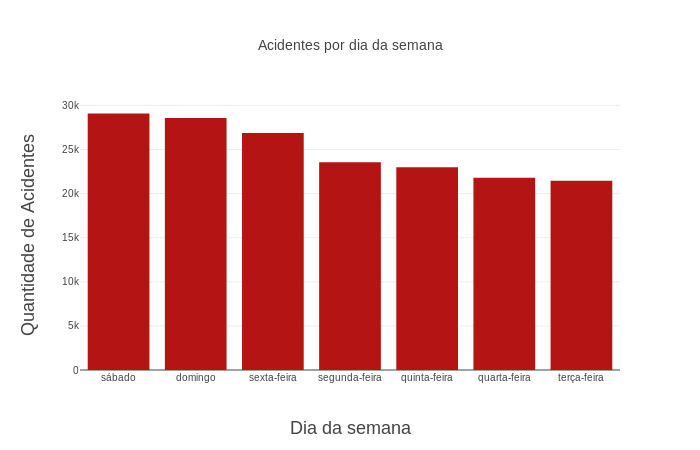 Acidentes por dia da semana
30k
25k
20k
15k
10k
5k
0
Quantidade de Acidentes
sábado domingo sexta-feira segunda-feira quinta-feira quarta-feira terça-feira
Dia da semana